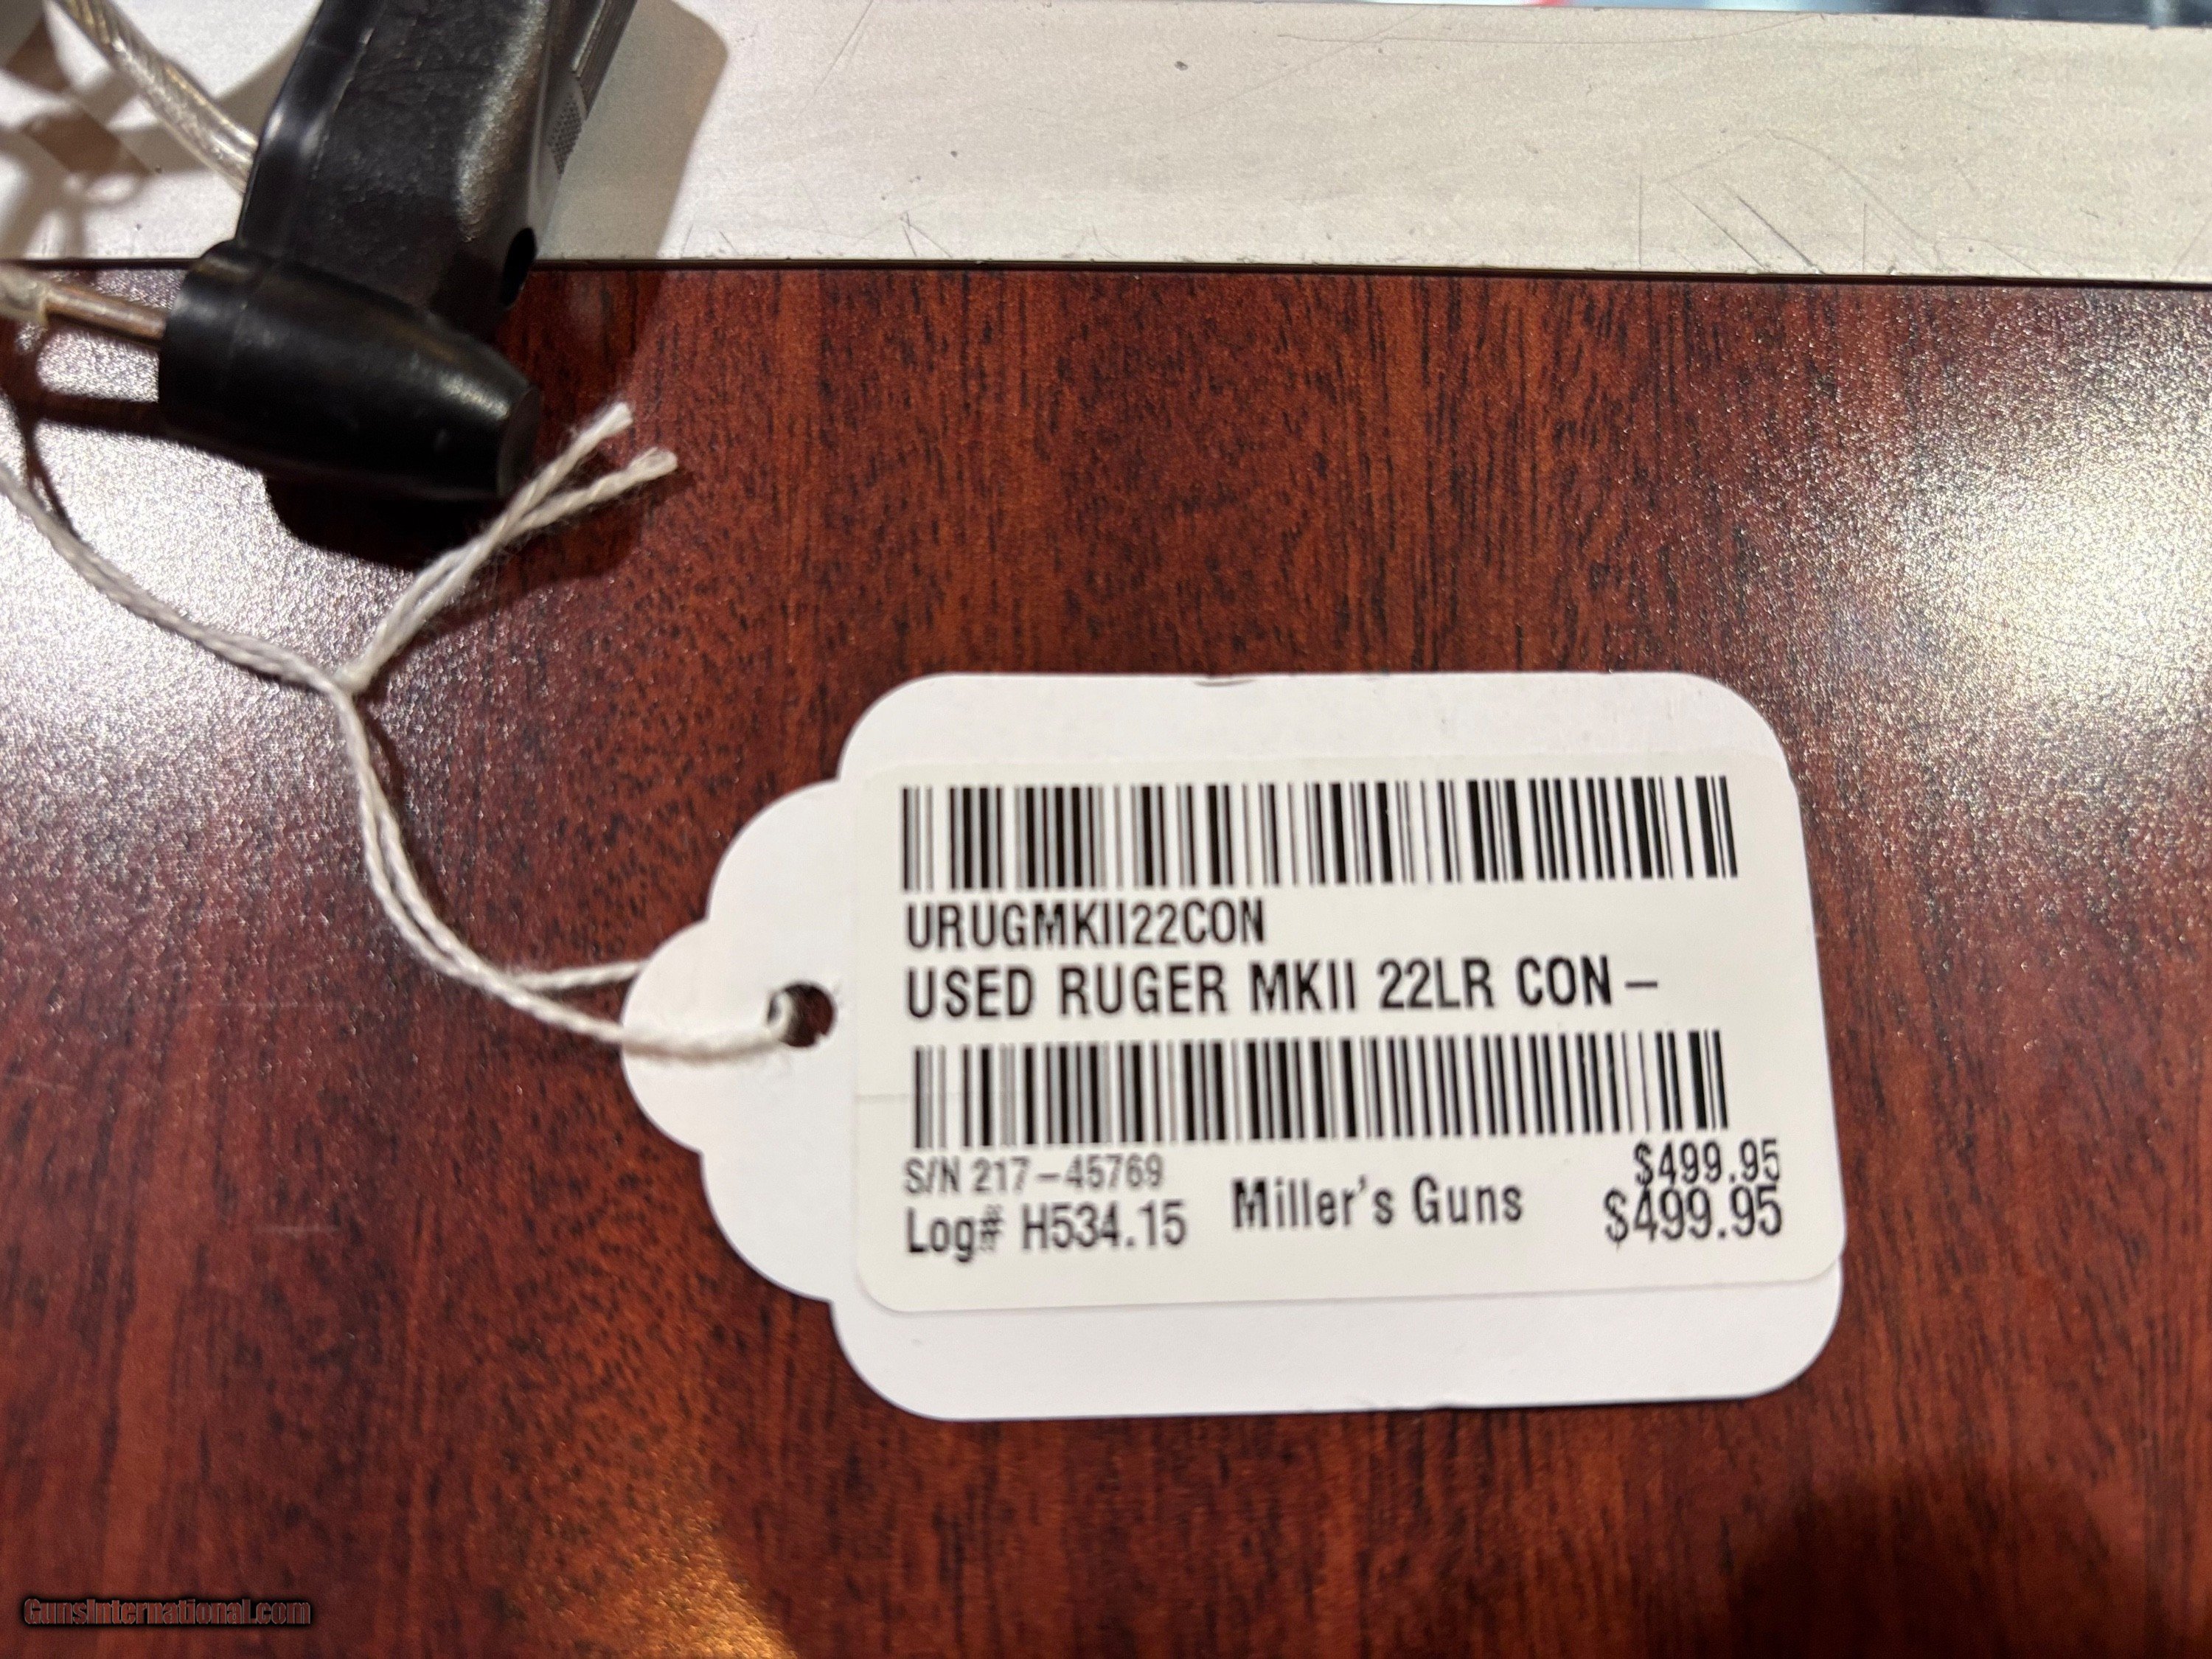 URUGMKII22CON
USED RUGER MKII 22LR CON –
S/N 217–45769
$499.95
Log# H534.15
Miller's Guns
$499.95
GunsInternational.com